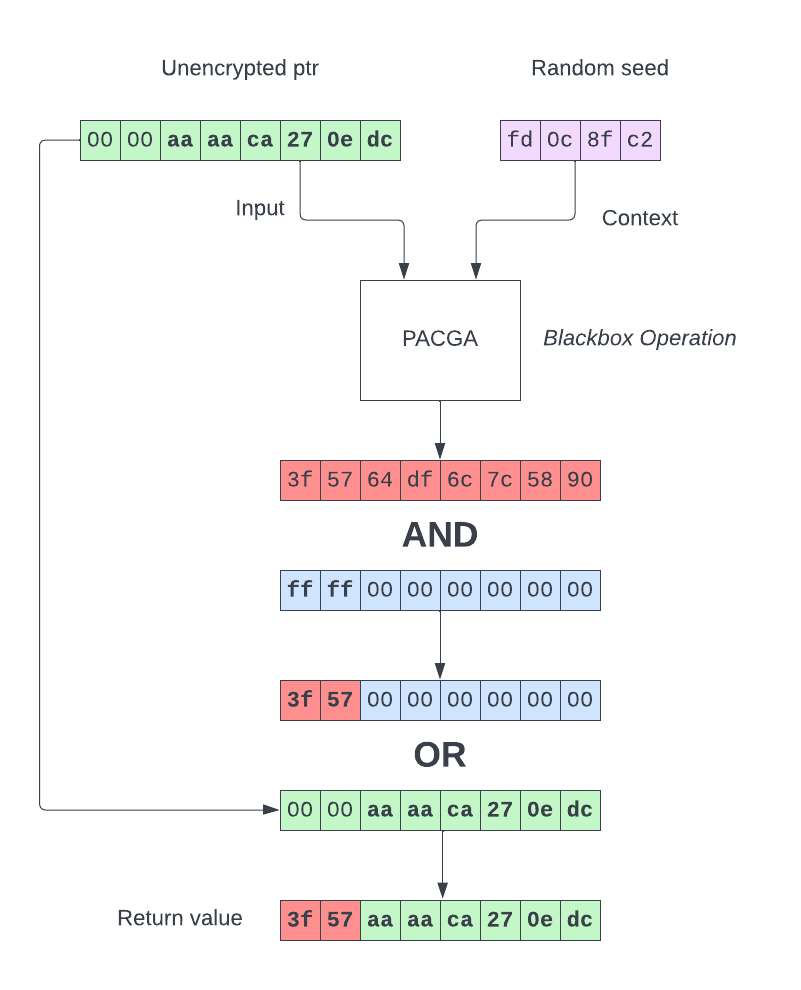 Unencrypted ptr
Random seed
00 00 aa aa ca 27 0e dc
fd 0c 8f c2
Input
Context
PACGA
Blackbox Operation
3f 57 64 df 6c 7c 58 90
AND
ff ff 00 00 00 00 00 00
3f 57 00 00 00 00 00 00
OR
00 00 aa aa ca 27 0e dc
Return value
3f 57 aa aa ca 27 0e dc